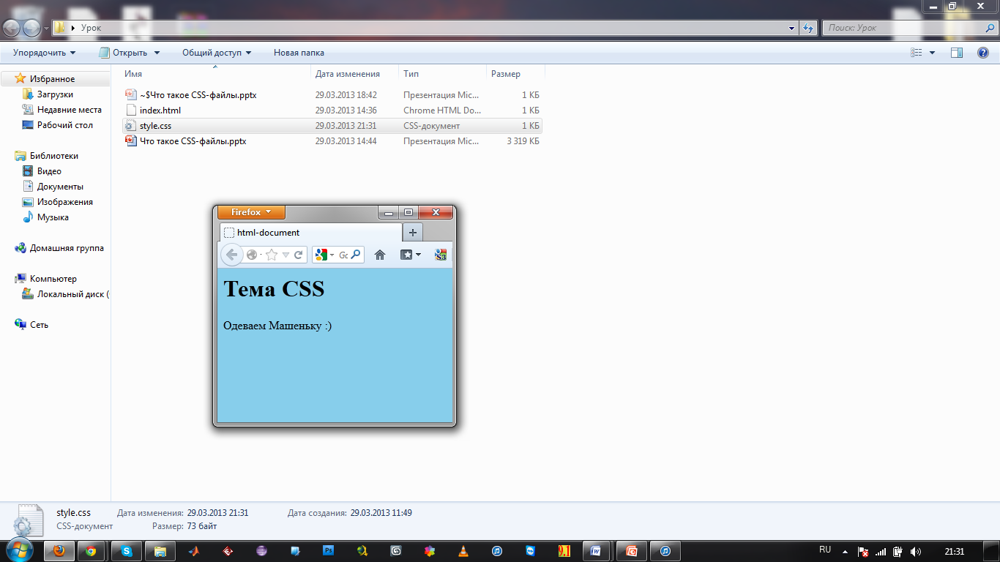 Урок
Поиск: Урок
Упорядочить Открыть Общий доступ Новая папка
Имя Дата изменения Тип Размер
~$Что такое CSS-файлы.pptx 29.03.2013 18:42 Презентация Mic... 1 КБ
index.html 29.03.2013 14:36 Chrome HTML Do... 1 КБ
style.css 29.03.2013 21:31 CSS-документ 1 КБ
Что такое CSS-файлы.pptx 29.03.2013 14:44 Презентация Mic... 3 319 КБ
Избранное
Загрузки
Недавние места
Рабочий стол
Библиотеки
Видео
Документы
Изображения
Музыка
Домашняя группа
Компьютер
Локальный диск (
Сеть
Firefox
html-document
Go
Тема CSS
Одеваем Машеньку :)
style.css Дата изменения: 29.03.2013 21:31 Дата создания: 29.03.2013 11:49
CSS-документ Размер: 73 байт
RU 21:31